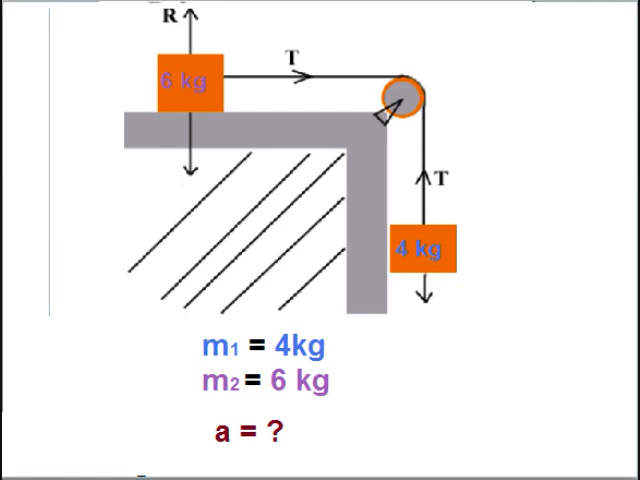 R
T
6 kg
T
4 kg
m1 = 4kg
m2 = 6 kg
a = ?